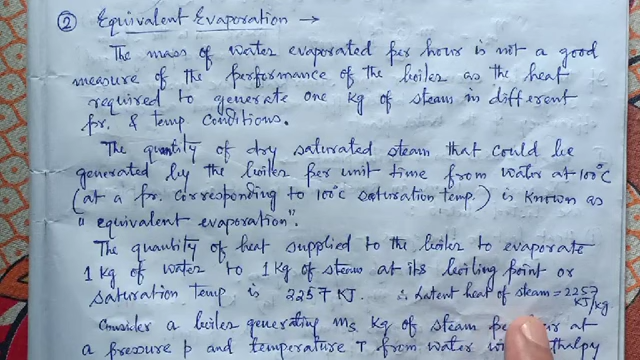 ② Equivalent Evaporation →
The mass of water evaporated per hour is not a good
measure of the performance of the boiler as the heat
required to generate one kg of steam in different
pr. & temp conditions.
The quantity of dry saturated steam that could be
generated by the boiler per unit time from water at 100°C
(at a pr. corresponding to 100°C saturation temp.) is known as
"equivalent evaporation".
The quantity of heat supplied to the boiler to evaporate
1 Kg of water to 1 Kg of steam at its boiling point or
saturation temp is 2257 KJ. ∴ Latent heat of steam = 2257 KJ/kg
Consider a boiler generating ms kg of steam at
a pressure p and temperature T from water